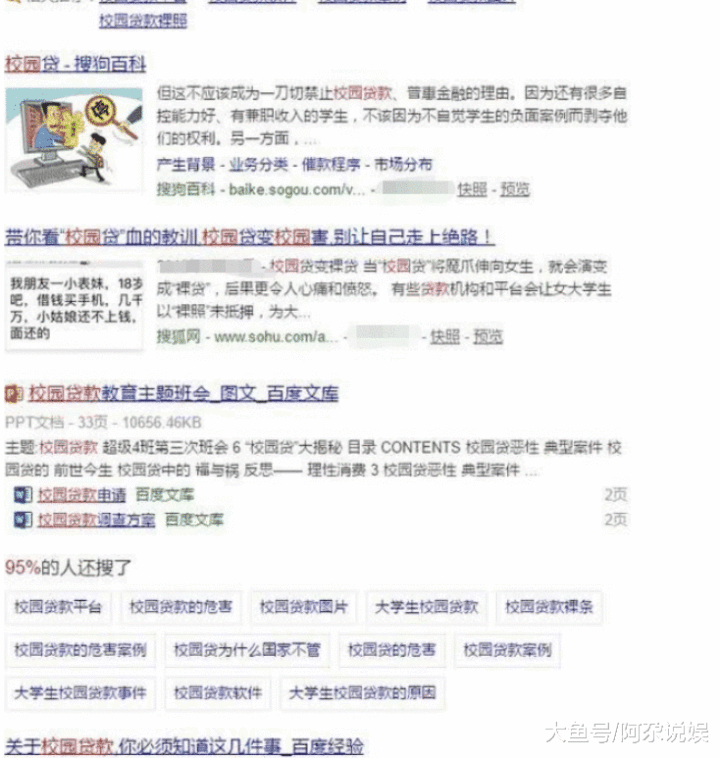 校园贷款裸照
校园贷 - 搜狗百科
但这不应该成为一刀切禁止校园贷款、普惠金融的理由。因为还有很多自
控能力好、有兼职收入的学生，不该因为不自觉学生的负面案例而剥夺他
们的权利。另一方面，...
产生背景 - 业务分类 - 催款程序 - 市场分布
搜狗百科 - baike.sogou.com/v... - 快照 - 预览
带你看“校园贷”血的教训,校园贷变校园害,别让自己走上绝路！
我朋友一小表妹，18岁
吧，借钱买手机，几千
万，小姑娘还不上钱，
面还的
- 校园贷变裸贷 当“校园贷”将魔爪伸向女生，就会演变
成“裸贷”，后果更令人心痛和愤怒。 有些贷款机构和平台会让女大学生
以“裸照”未抵押，为大...
搜狐网 - www.sohu.com/a... - 快照 - 预览
校园贷款教育主题班会_图文_百度文库
PPT文档 - 33页 - 10656.46KB
主题:校园贷款 超级4班第三次班会 6 “校园贷”大揭秘 目录 CONTENTS 校园贷恶性 典型案件 校
园贷的 前世今生 校园贷中的 福与祸 反思—— 理性消费 3 校园贷恶性 典型案件 ...
校园贷款申请 百度文库 2页
校园贷款调查方案 百度文库 2页
95%的人还搜了
校园贷款平台 校园贷款的危害 校园贷款图片 大学生校园贷款 校园贷款裸条
校园贷款的危害案例 校园贷为什么国家不管 校园贷的危害 校园贷款案例
大学生校园贷款事件 校园贷款软件 大学生校园贷款的原因
关于校园贷款,你必须知道这几件事_百度经验
大鱼号/阿尕说娱